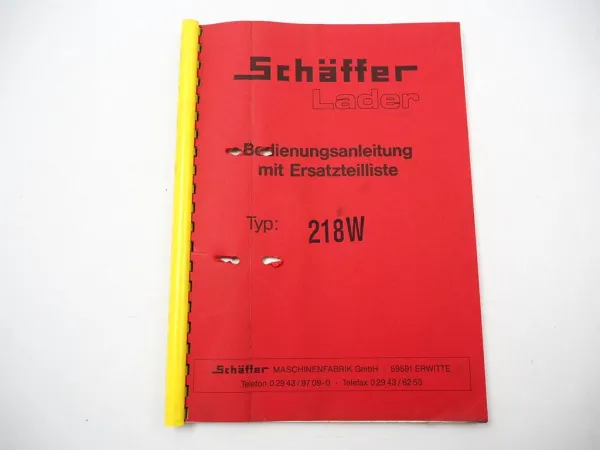 Schäffer
Lader
Bedienungsanleitung
mit Ersatzteilliste
Typ: 218W
Schäffer MASCHINENFABRIK GmbH · 59591 ERWITTE
Telefon 0 29 43 / 97 09-0 · Telefax 0 29 43 / 62 53